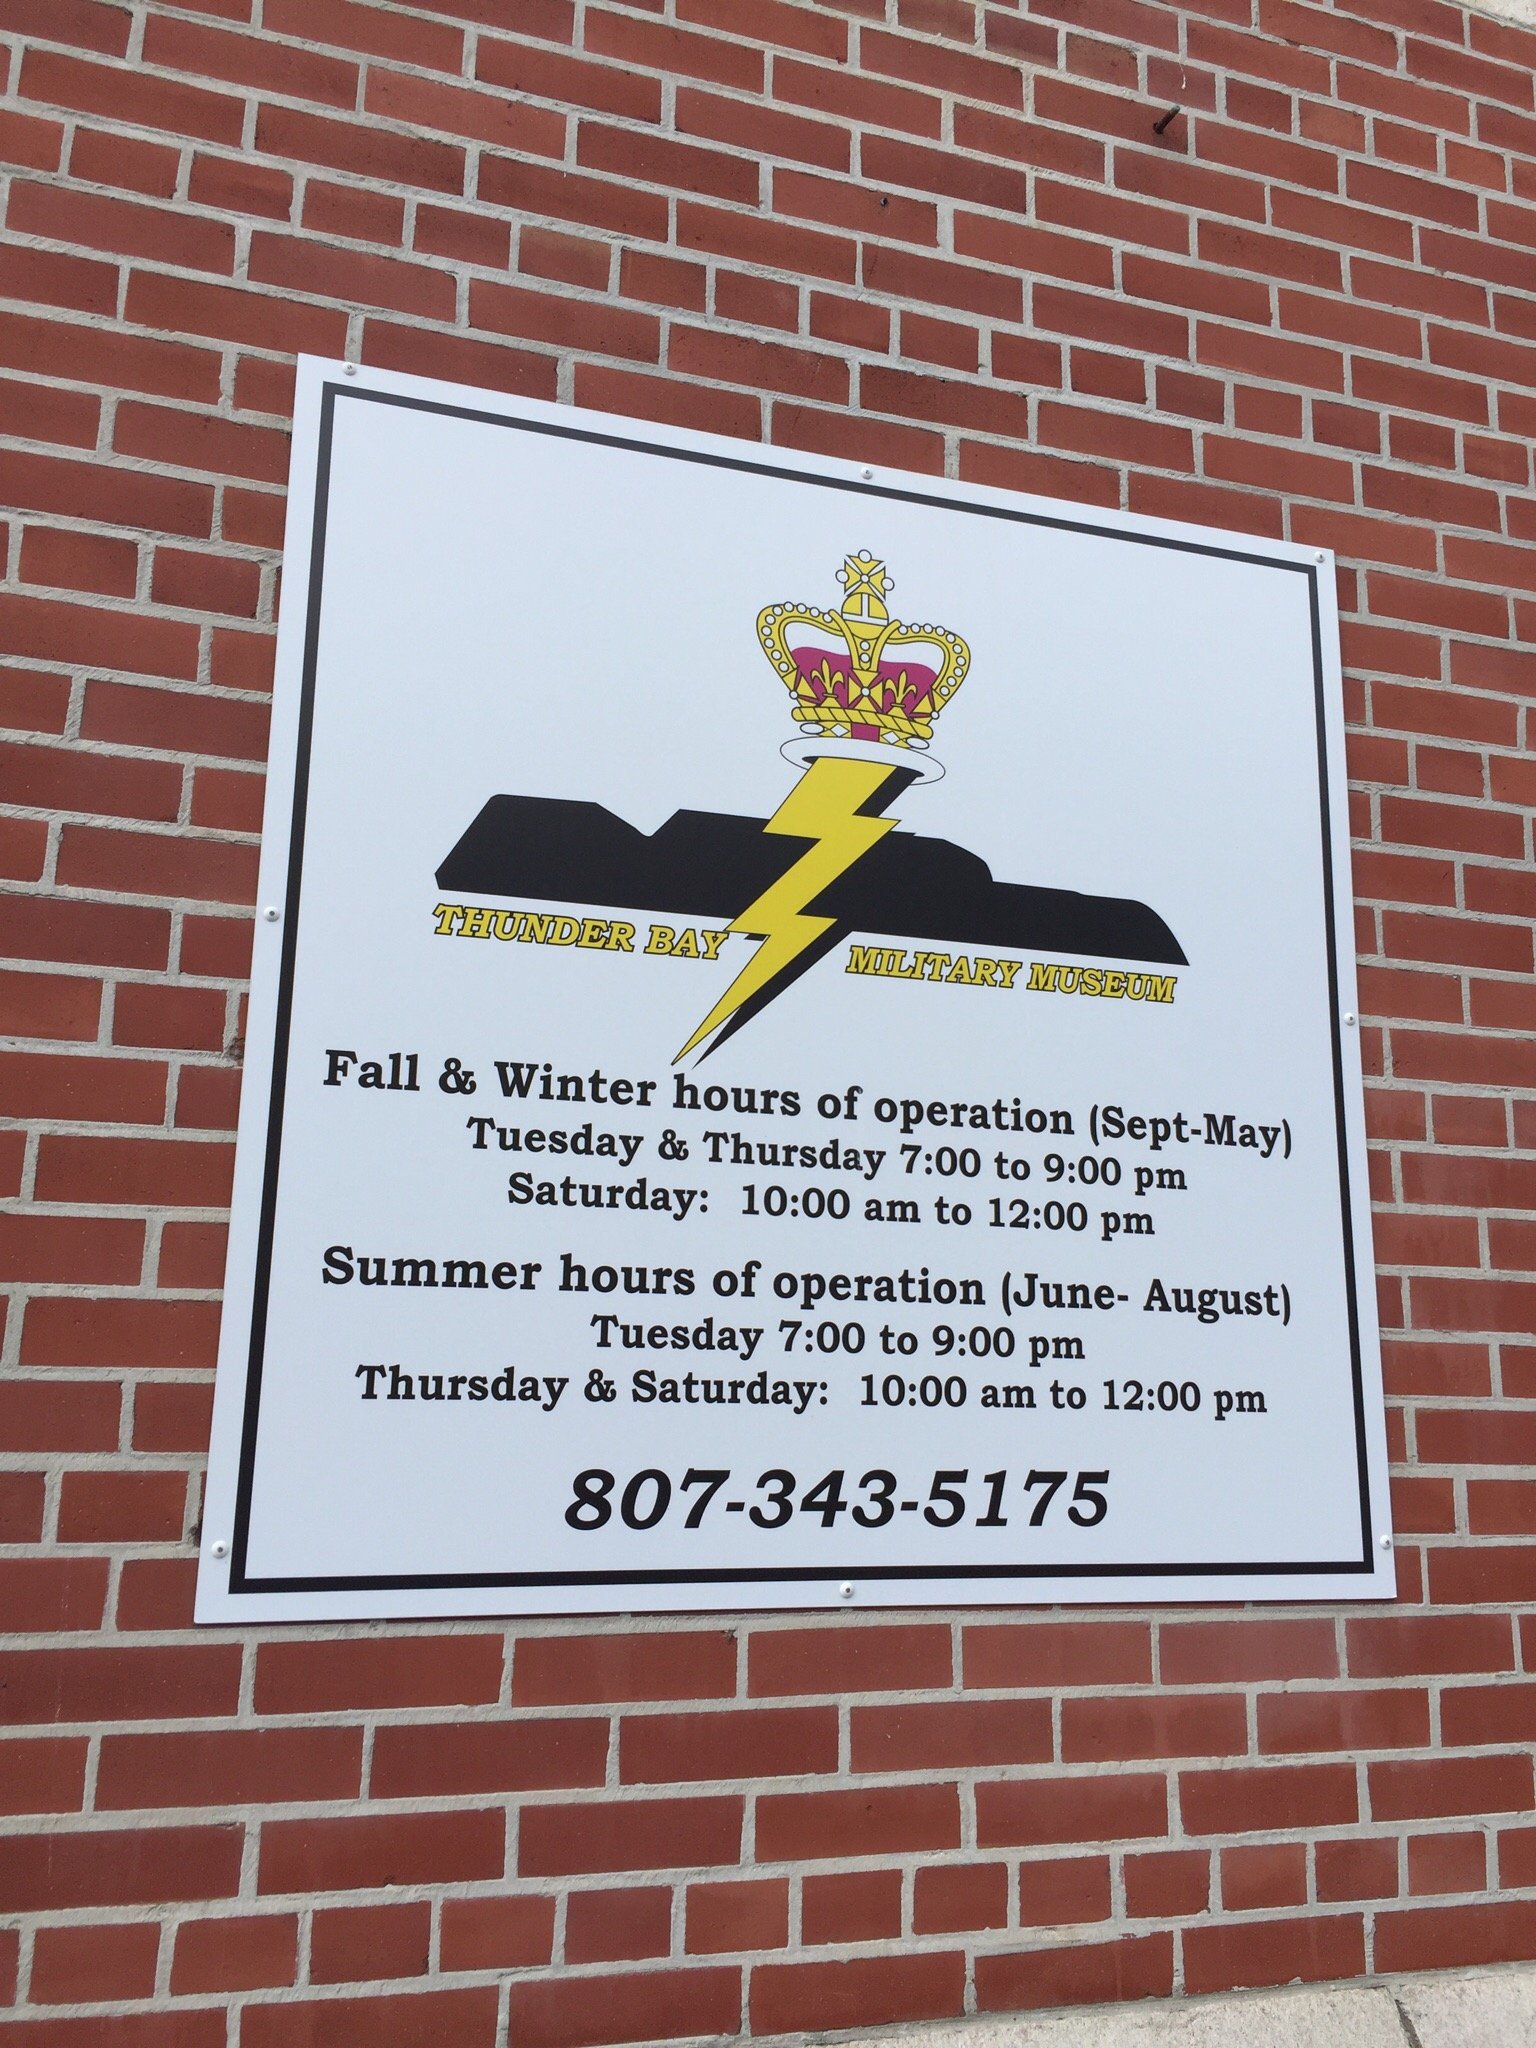 THUNDER BAY MILITARY MUSEUM
Fall & Winter hours of operation (Sept-May)
Tuesday & Thursday 7:00 to 9:00 pm
Saturday: 10:00 am to 12:00 pm
Summer hours of operation (June- August)
Tuesday 7:00 to 9:00 pm
Thursday & Saturday: 10:00 am to 12:00 pm
807-343-5175